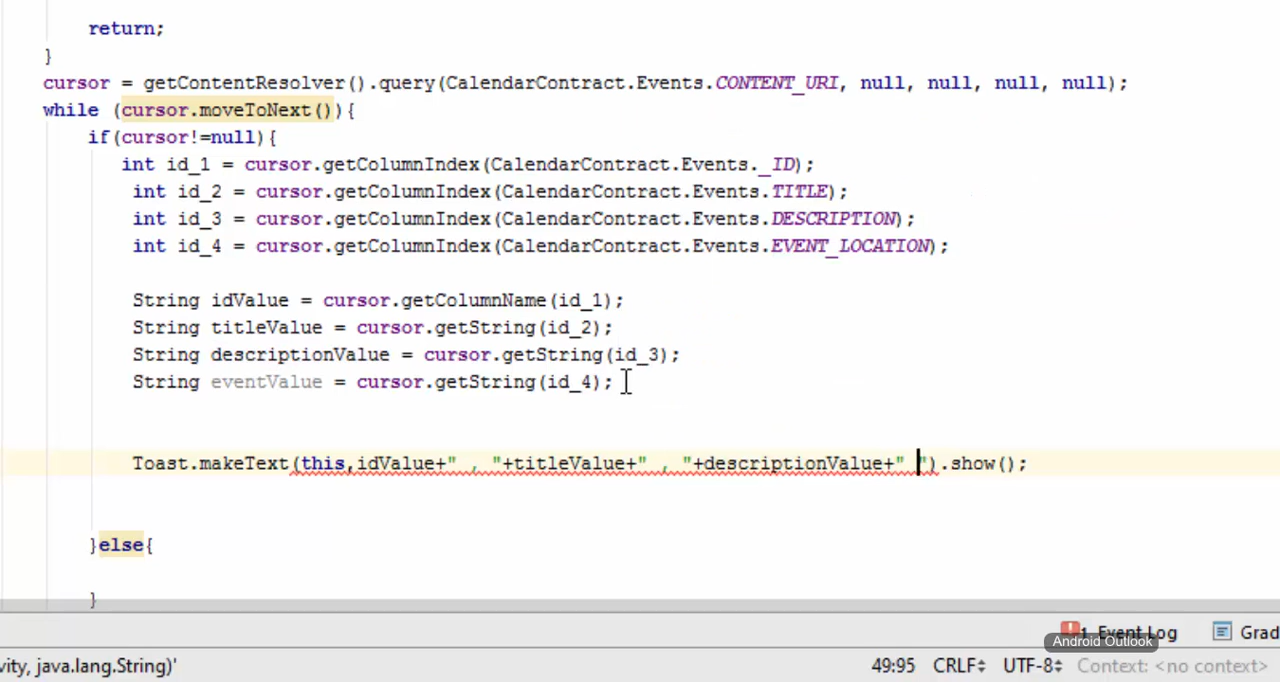 return;
}
cursor = getContentResolver().query(CalendarContract.Events.CONTENT_URI, null, null, null, null);
while (cursor.moveToNext()){
if(cursor!=null){
int id_1 = cursor.getColumnIndex(CalendarContract.Events._ID);
int id_2 = cursor.getColumnIndex(CalendarContract.Events.TITLE);
int id_3 = cursor.getColumnIndex(CalendarContract.Events.DESCRIPTION);
int id_4 = cursor.getColumnIndex(CalendarContract.Events.EVENT_LOCATION);
String idValue = cursor.getColumnName(id_1);
String titleValue = cursor.getString(id_2);
String descriptionValue = cursor.getString(id_3);
String eventValue = cursor.getString(id_4);
Toast.makeText(this,idValue+" , "+titleValue+" , "+descriptionValue+" ").show();
}else{
}
1 Event Log Grad
Android Outlook
vity, java.lang.String)' 49:95 CRLF UTF-8 Context: <no context>